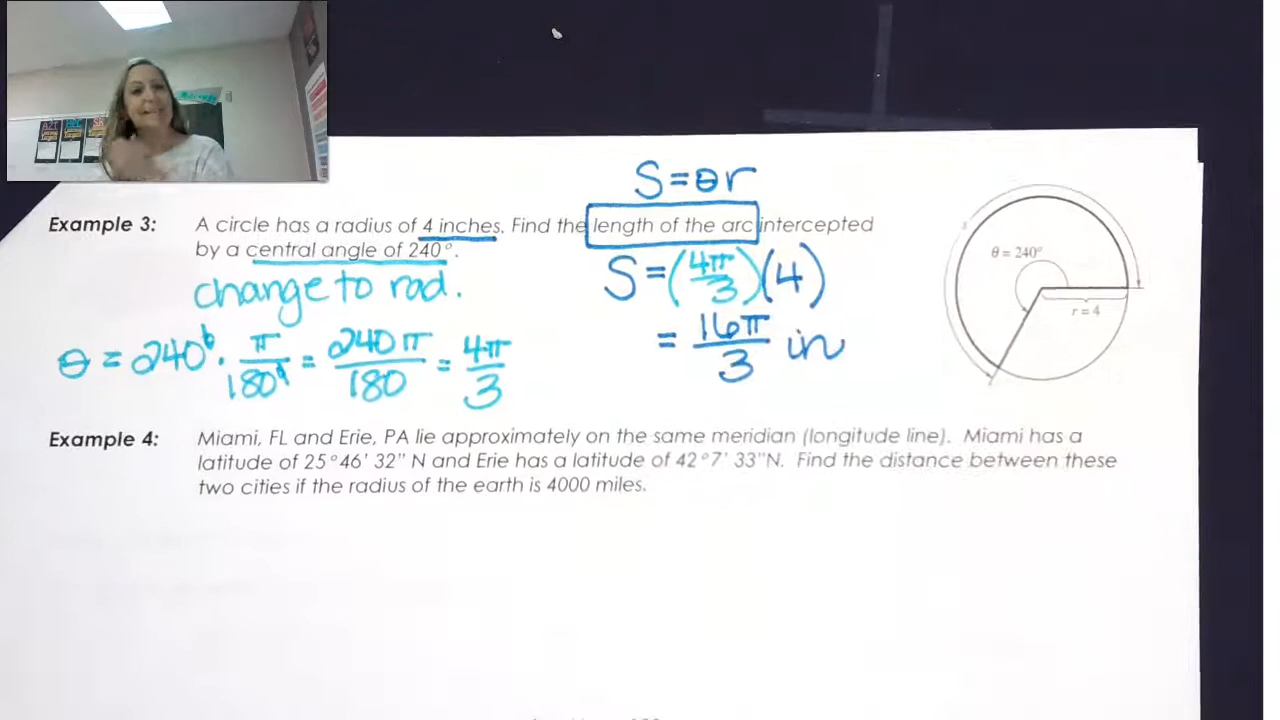 S = θr
Example 3: A circle has a radius of 4 inches. Find the length of the arc intercepted
by a central angle of 240°.
change to rad.
S = (4π/3)(4)
θ = 240° · π/180° = 240π/180 = 4π/3
= 16π/3 in
θ = 240°
r = 4
Example 4: Miami, FL and Erie, PA lie approximately on the same meridian (longitude line). Miami has a
latitude of 25°46' 32" N and Erie has a latitude of 42°7' 33"N. Find the distance between these
two cities if the radius of the earth is 4000 miles.